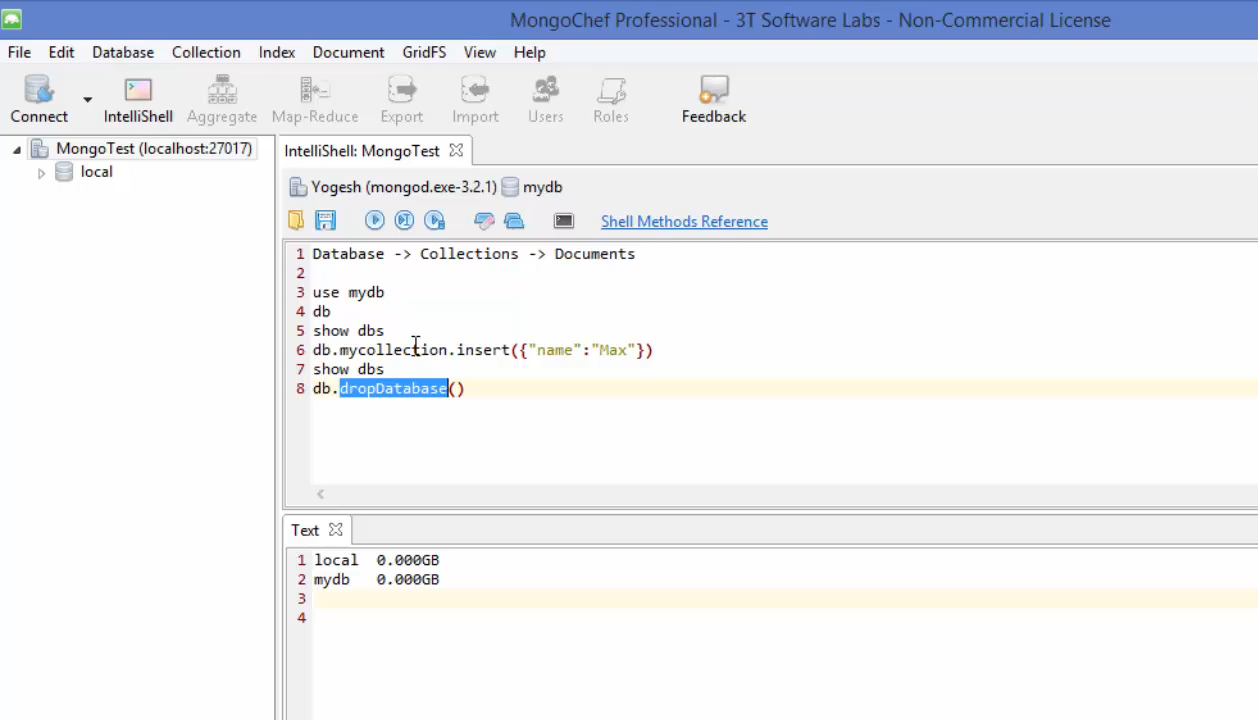 MongoChef Professional - 3T Software Labs - Non-Commercial License
File Edit Database Collection Index Document GridFS View Help
Connect IntelliShell Aggregate Map-Reduce Export Import Users Roles Feedback
MongoTest (localhost:27017)
local
IntelliShell: MongoTest
Yogesh (mongod.exe-3.2.1) mydb
Shell Methods Reference
1 Database -> Collections -> Documents
2
3 use mydb
4 db
5 show dbs
6 db.mycollection.insert({"name":"Max"})
7 show dbs
8 db.dropDatabase()
Text
1 local 0.000GB
2 mydb 0.000GB
3
4